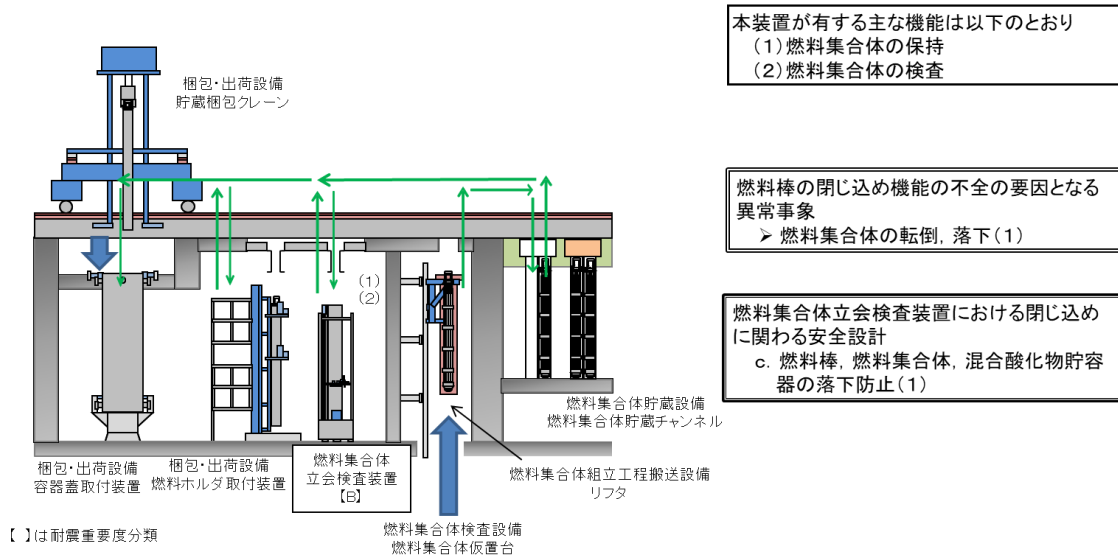 梱包・出荷設備
貯蔵梱包クレーン
(1)
(2)
燃料集合体貯蔵設備
燃料集合体貯蔵チャンネル
燃料集合体組立工程搬送設備
リフタ
梱包・出荷設備
容器蓋取付装置
梱包・出荷設備
燃料ホルダ取付装置
燃料集合体
立会検査装置
【B】
燃料集合体検査設備
燃料集合体仮置台
【 】は耐震重要度分類
本装置が有する主な機能は以下のとおり
(1)燃料集合体の保持
(2)燃料集合体の検査
燃料棒の閉じ込め機能の不全の要因となる
異常事象
➢ 燃料集合体の転倒，落下(1)
燃料集合体立会検査装置における閉じ込め
に関わる安全設計
c. 燃料棒，燃料集合体，混合酸化物貯容
器の落下防止(1)